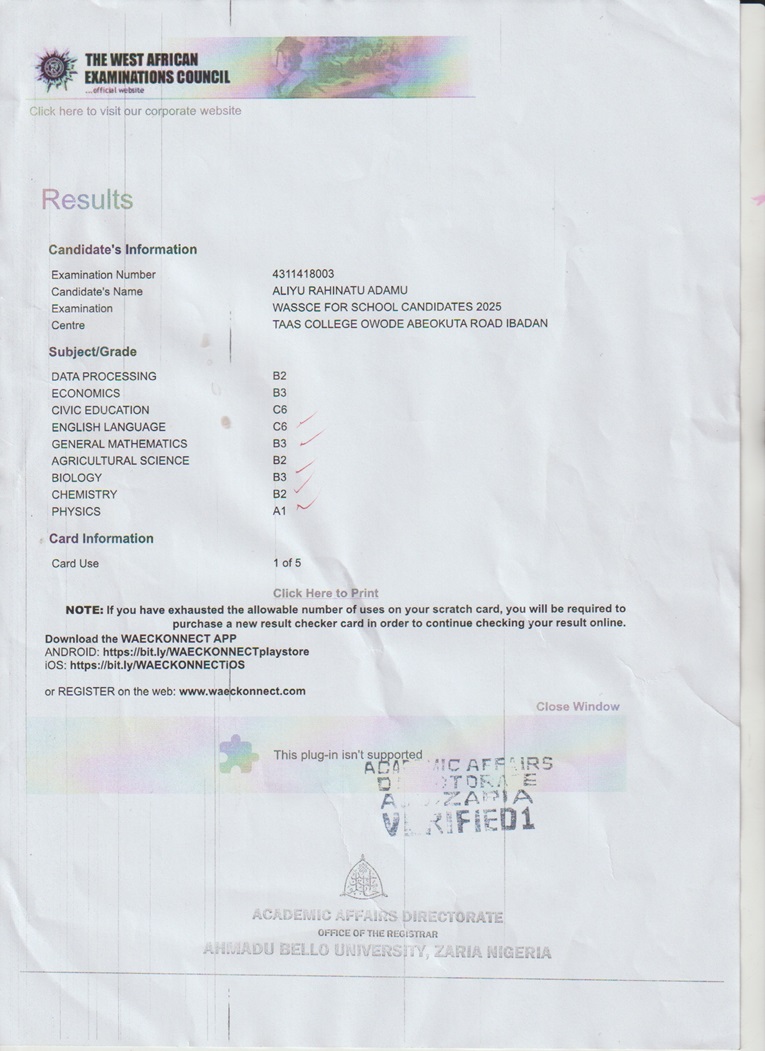 THE WEST AFRICAN
EXAMINATIONS COUNCIL
...official website
Click here to visit our corporate website
Results
Candidate's Information
Examination Number 4311418003
Candidate's Name ALIYU RAHINATU ADAMU
Examination WASSCE FOR SCHOOL CANDIDATES 2025
Centre TAAS COLLEGE OWODE ABEOKUTA ROAD IBADAN
Subject/Grade
DATA PROCESSING B2
ECONOMICS B3
CIVIC EDUCATION C6
ENGLISH LANGUAGE C6
GENERAL MATHEMATICS B3
AGRICULTURAL SCIENCE B2
BIOLOGY B3
CHEMISTRY B2
PHYSICS A1
Card Information
Card Use 1 of 5
Click Here to Print
NOTE: If you have exhausted the allowable number of uses on your scratch card, you will be required to
purchase a new result checker card in order to continue checking your result online.
Download the WAECKONNECT APP
ANDROID: https://bit.ly/WAECKONNECTplaystore
iOS: https://bit.ly/WAECKONNECTiOS
or REGISTER on the web: www.waeckonnect.com
Close Window
This plug-in isn't supported
AFFAIRS
ZARIA
VERIFIED1
ACADEMIC AFFAIRS DIRECTORATE
OFFICE OF THE REGISTRAR
AHMADU BELLO UNIVERSITY, ZARIA NIGERIA